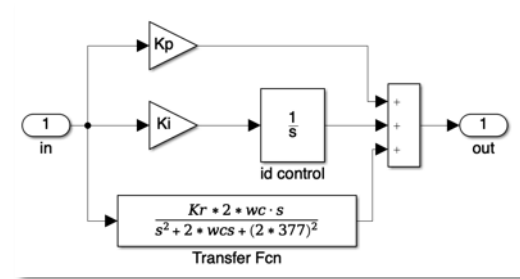 Kp
1
in
Ki
1
s
id control
+
+
+
1
out
Kr * 2 * wc · s
s² + 2 * wcs + (2 * 377)²
Transfer Fcn